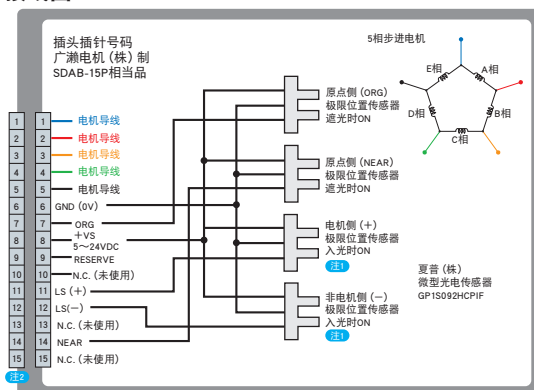 插头插针号码
广濑电机 (株) 制
SDAB-15P相当品
5相步进电机
E相
A相
D相
B相
C相
原点侧 (ORG)
极限位置传感器
遮光时ON
原点侧 (NEAR)
极限位置传感器
遮光时ON
电机侧 (+)
极限位置传感器
入光时ON
注1
非电机侧 (−)
极限位置传感器
入光时ON
注1
夏普 (株)
微型光电传感器
GP1S092HCPIF
1 1 电机导线
2 2 电机导线
3 3 电机导线
4 4 电机导线
5 5 电机导线
6 6 GND (0V)
7 7 ORG
8 8 +VS
5～24VDC
9 9 RESERVE
10 10 N.C. (未使用)
11 11 LS (+)
12 12 LS(−)
13 13 N.C. (未使用)
14 14 NEAR
15 15 N.C. (未使用)
注2